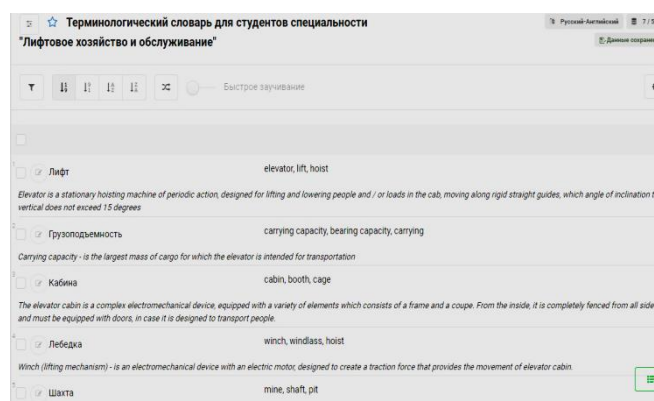 Терминологический словарь для студентов специальности
"Лифтовое хозяйство и обслуживание"
Русский-Английский
7 / 5
Данные сохране
Быстрое заучивание
1
Лифт
elevator, lift, hoist
Elevator is a stationary hoisting machine of periodic action, designed for lifting and lowering people and / or loads in the cab, moving along rigid straight guides, which angle of inclination t
vertical does not exceed 15 degrees
2
Грузоподъемность
carrying capacity, bearing capacity, carrying
Carrying capacity - is the largest mass of cargo for which the elevator is intended for transportation
3
Кабина
cabin, booth, cage
The elevator cabin is a complex electromechanical device, equipped with a variety of elements which consists of a frame and a coupe. From the inside, it is completely fenced from all side
and must be equipped with doors, in case it is designed to transport people.
4
Лебедка
winch, windlass, hoist
Winch (lifting mechanism) - is an electromechanical device with an electric motor, designed to create a traction force that provides the movement of elevator cabin.
5
Шахта
mine, shaft, pit